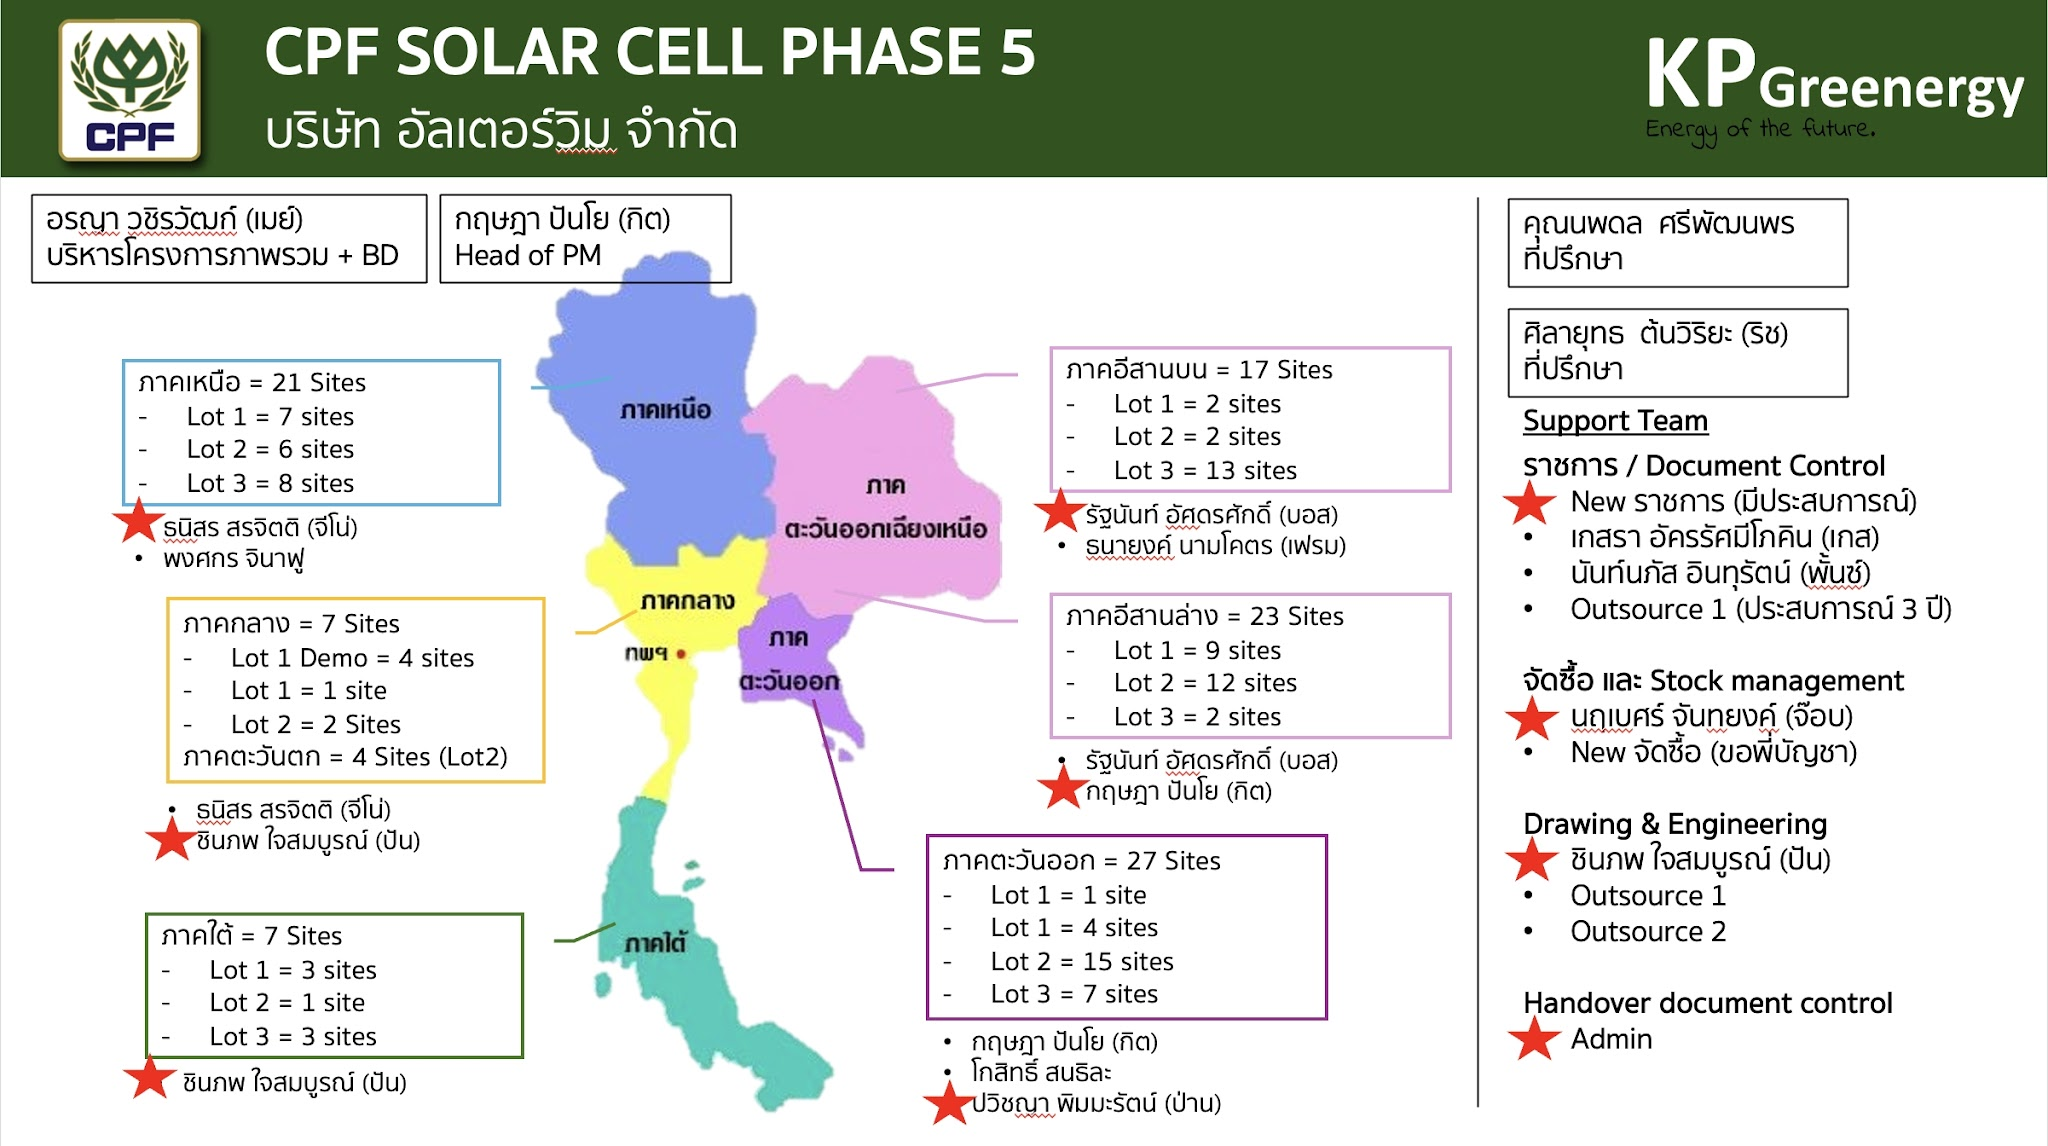 CPF
CPF SOLAR CELL PHASE 5
บริษัท อัลเตอร์วิม จำกัด
KP Greenergy
Energy of the future.
อรญา วชิรวัฒก์ (เมย์)
บริหารโครงการภาพรวม + BD
กฤษฎา ปันโย (กิต)
Head of PM
ภาคเหนือ = 21 Sites
- Lot 1 = 7 sites
- Lot 2 = 6 sites
- Lot 3 = 8 sites
ธนิสร สรจิตติ (จีโน่)
• พงศกร จินาฟู
ภาคกลาง = 7 Sites
- Lot 1 Demo = 4 sites
- Lot 1 = 1 site
- Lot 2 = 2 Sites
ภาคตะวันตก = 4 Sites (Lot2)
• ธนิสร สรจิตติ (จีโน่)
ชินภพ ใจสมบูรณ์ (ปัน)
ภาคใต้ = 7 Sites
- Lot 1 = 3 sites
- Lot 2 = 1 site
- Lot 3 = 3 sites
ชินภพ ใจสมบูรณ์ (ปัน)
ภาคเหนือ
ภาค
ตะวันออกเฉียงเหนือ
ภาคกลาง
กทพฯ
ภาค
ตะวันออก
ภาคใต้
ภาคอีสานบน = 17 Sites
- Lot 1 = 2 sites
- Lot 2 = 2 sites
- Lot 3 = 13 sites
รัฐนันท์ อัศดรศักดิ์ (บอส)
• ธนายงค์ นามโคตร (เฟรม)
ภาคอีสานล่าง = 23 Sites
- Lot 1 = 9 sites
- Lot 2 = 12 sites
- Lot 3 = 2 sites
• รัฐนันท์ อัศดรศักดิ์ (บอส)
กฤษฎา ปันโย (กิต)
ภาคตะวันออก = 27 Sites
- Lot 1 = 1 site
- Lot 1 = 4 sites
- Lot 2 = 15 sites
- Lot 3 = 7 sites
• กฤษฎา ปันโย (กิต)
• โกสิทธิ์ สนธิละ
ปวิชญา พิมมะรัตน์ (ป่าน)
คุณนพดล ศรีพัฒนพร
ที่ปรึกษา
ศิลายุทธ ต้นวิริยะ (ริช)
ที่ปรึกษา
Support Team
ราชการ / Document Control
New ราชการ (มีประสบการณ์)
• เกสรา อัครรัศมีโภคิน (เกส)
• นันท์นภัส อินทุรัตน์ (พั้นซ์)
• Outsource 1 (ประสบการณ์ 3 ปี)
จัดซื้อ และ Stock management
นฤเบศร์ จันทยงค์ (จ๊อบ)
• New จัดซื้อ (ขอพี่บัญชา)
Drawing & Engineering
ชินภพ ใจสมบูรณ์ (ปัน)
• Outsource 1
• Outsource 2
Handover document control
Admin